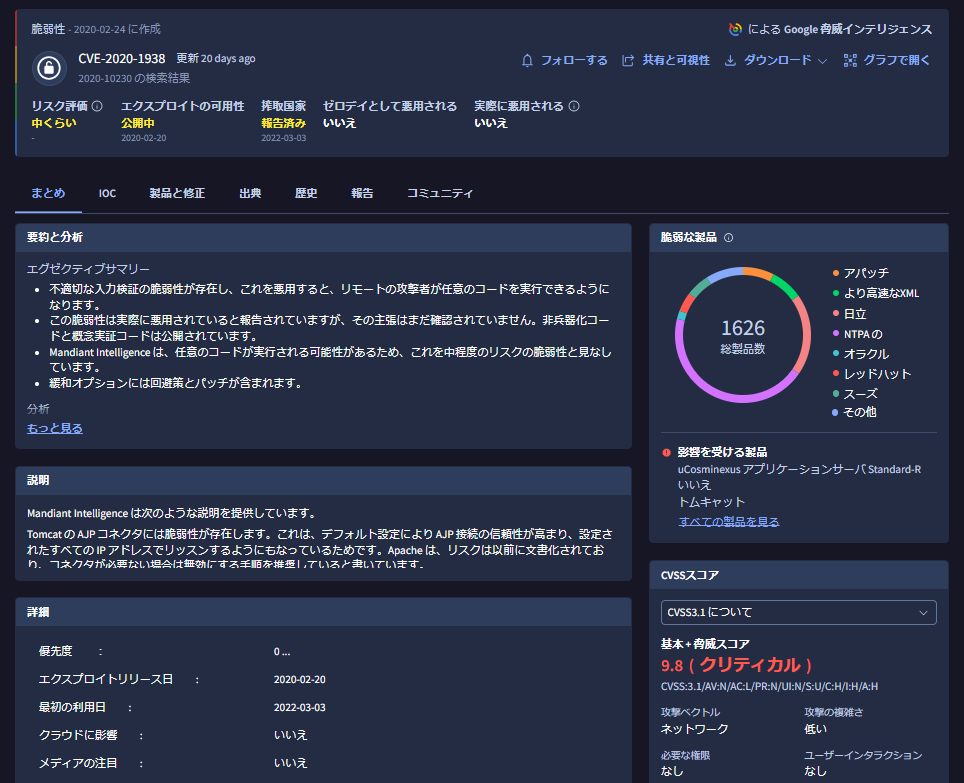 脆弱性 - 2020-02-24 に作成
による Google 脅威インテリジェンス
CVE-2020-1938 更新 20 days ago
2020-10230 の検索結果
フォローする 共有と可視性 ダウンロード グラフで開く
リスク評価 エクスプロイトの可用性 搾取国家 ゼロデイとして悪用される 実際に悪用される
中くらい 公開中 報告済み いいえ いいえ
- 2020-02-20 2022-03-03
まとめ IOC 製品と修正 出典 歴史 報告 コミュニティ
要約と分析
エグゼクティブサマリー
• 不適切な入力検証の脆弱性が存在し、これを悪用すると、リモートの攻撃者が任意のコードを実行できるように
なります。
• この脆弱性は実際に悪用されていると報告されていますが、その主張はまだ確認されていません。非兵器化コー
ドと概念実証コードは公開されています。
• Mandiant Intelligence は、任意のコードが実行される可能性があるため、これを中程度のリスクの脆弱性と見なし
ています。
• 緩和オプションには回避策とパッチが含まれます。
分析
もっと見る
説明
Mandiant Intelligence は次のような説明を提供しています。
Tomcat の AJP コネクタには脆弱性が存在します。これは、デフォルト設定により AJP 接続の信頼性が高まり、設定さ
れたすべての IP アドレスでリッスンするようにもなっているためです。Apache は、リスクは以前に文書化されてお
り、コネクタが必要ない場合は無効にする手順を推奨していると書いています。
詳細
優先度 : 0 ...
エクスプロイトリリース日 : 2020-02-20
最初の利用日 : 2022-03-03
クラウドに影響 : いいえ
メディアの注目 : いいえ
脆弱な製品
1626
総製品数
アパッチ
より高速なXML
日立
NTPA の
オラクル
レッドハット
スーズ
その他
影響を受ける製品
uCosminexus アプリケーションサーバ Standard-R
いいえ
トムキャット
すべての製品を見る
CVSSスコア
CVSS3.1 について
基本 + 脅威スコア
9.8 ( クリティカル )
CVSS:3.1/AV:N/AC:L/PR:N/UI:N/S:U/C:H/I:H/A:H
攻撃ベクトル 攻撃の複雑さ
ネットワーク 低い
必要な権限 ユーザーインタラクション
なし なし